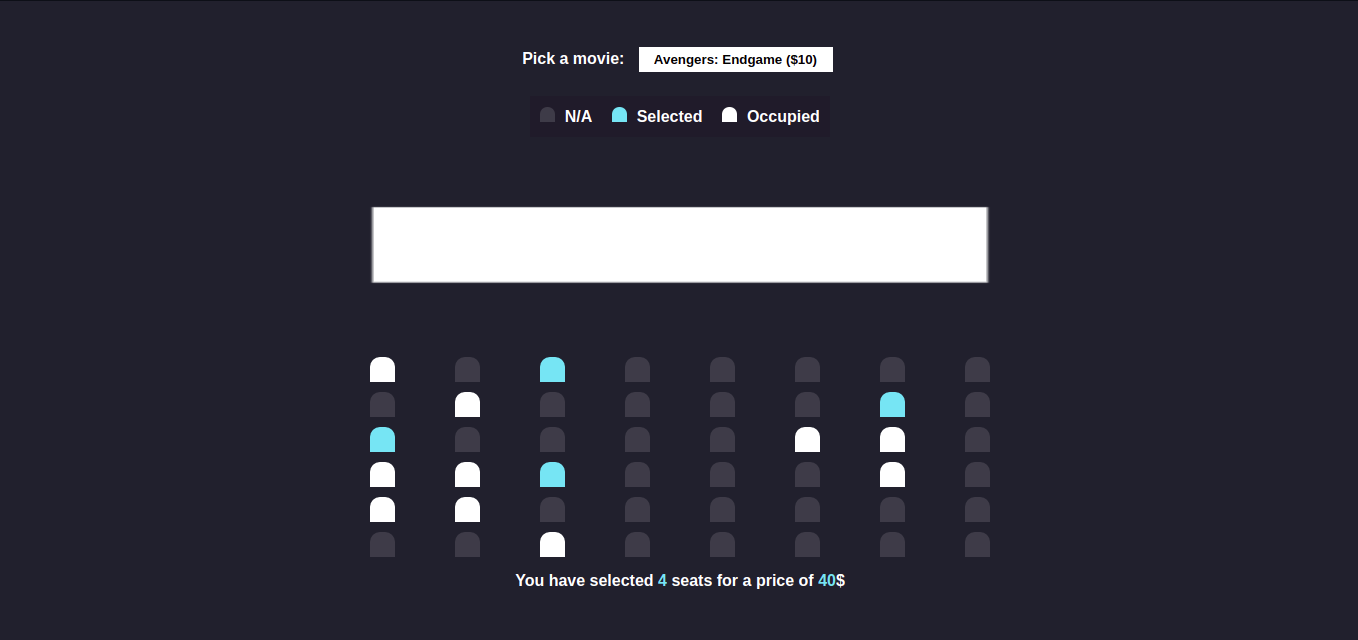 Pick a movie: Avengers: Endgame ($10)
N/A Selected Occupied
You have selected 4 seats for a price of 40$